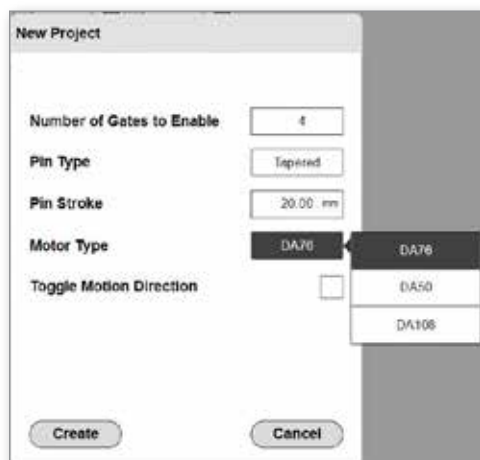 New Project
Number of Gates to Enable 4
Pin Type Tapered
Pin Stroke 20.00 mm
Motor Type DA76 DA76
Toggle Motion Direction DA50
DA108
Create Cancel